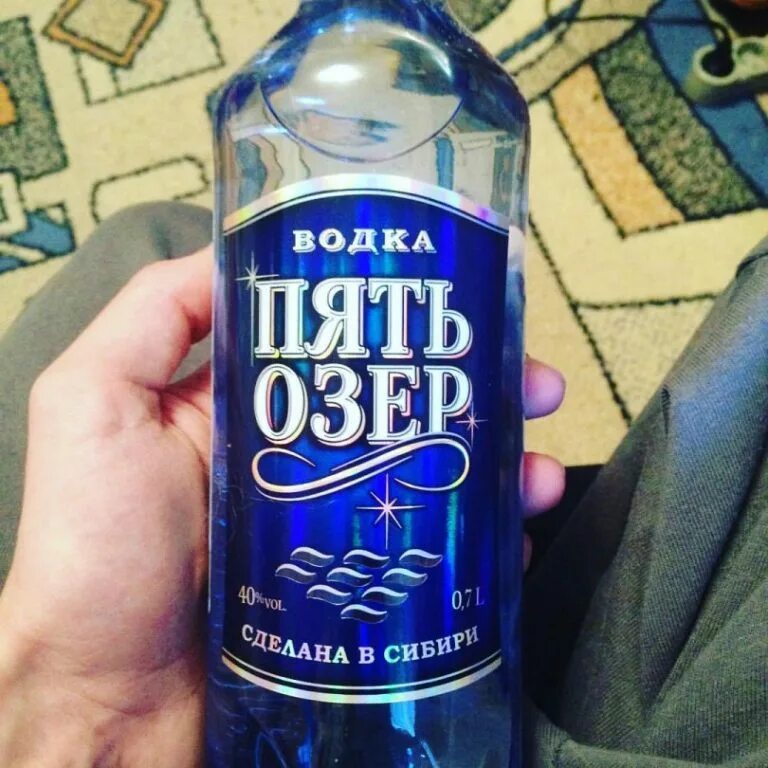 ВОДКА
ПЯТЬ
ОЗЕР
40%VOL.
0,7 L
СДЕЛАНА В СИБИРИ